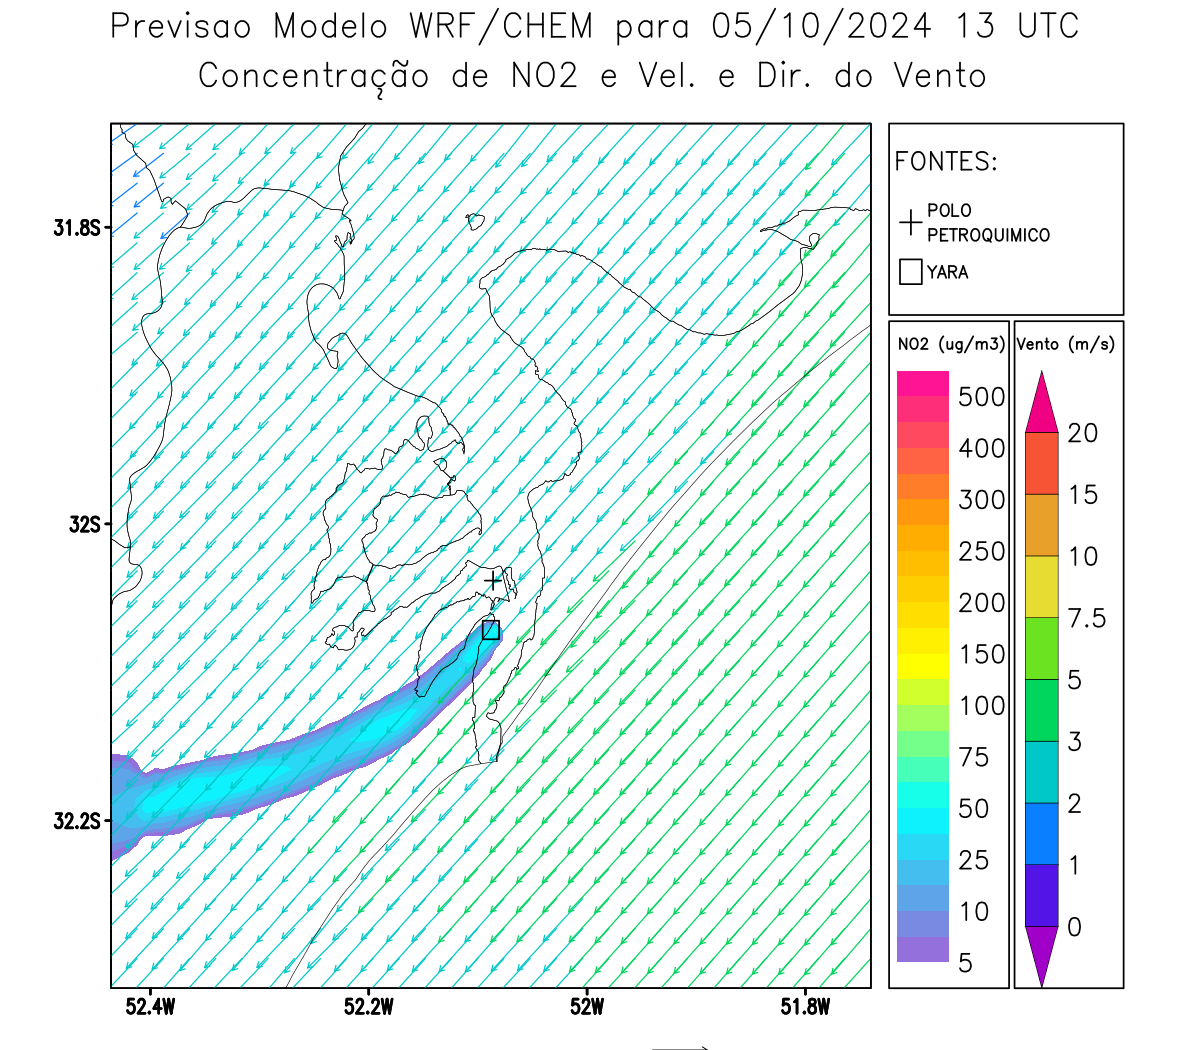 Previsao Modelo WRF/CHEM para 05/10/2024 13 UTC
Concentração de NO2 e Vel. e Dir. do Vento
FONTES:
POLO
PETROQUIMICO
YARA
NO2 (ug/m3)
500
400
300
250
200
150
100
75
50
25
10
5
Vento (m/s)
20
15
10
7.5
5
3
2
1
0
31.8S
32S
32.2S
52.4W
52.2W
52W
51.8W